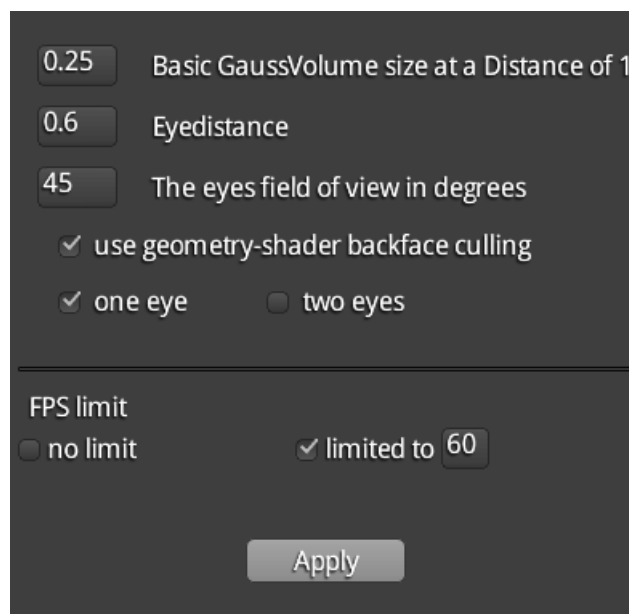 0.25 Basic GaussVolume size at a Distance of 1
0.6 Eyedistance
45 The eyes field of view in degrees
use geometry-shader backface culling
one eye two eyes
FPS limit
no limit limited to 60
Apply